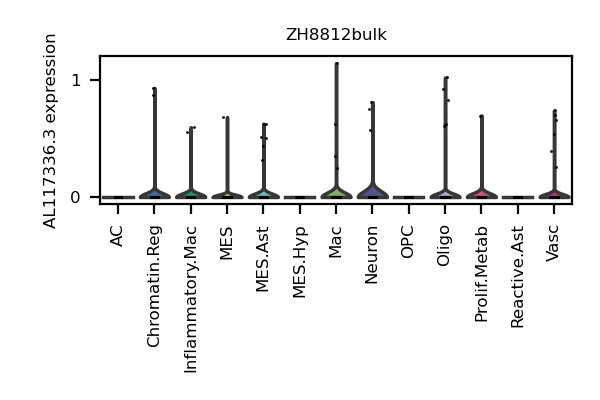 ZH8812bulk
AL117336.3 expression
1
0
AC
Chromatin.Reg
Inflammatory.Mac
MES
MES.Ast
MES.Hyp
Mac
Neuron
OPC
Oligo
Prolif.Metab
Reactive.Ast
Vasc